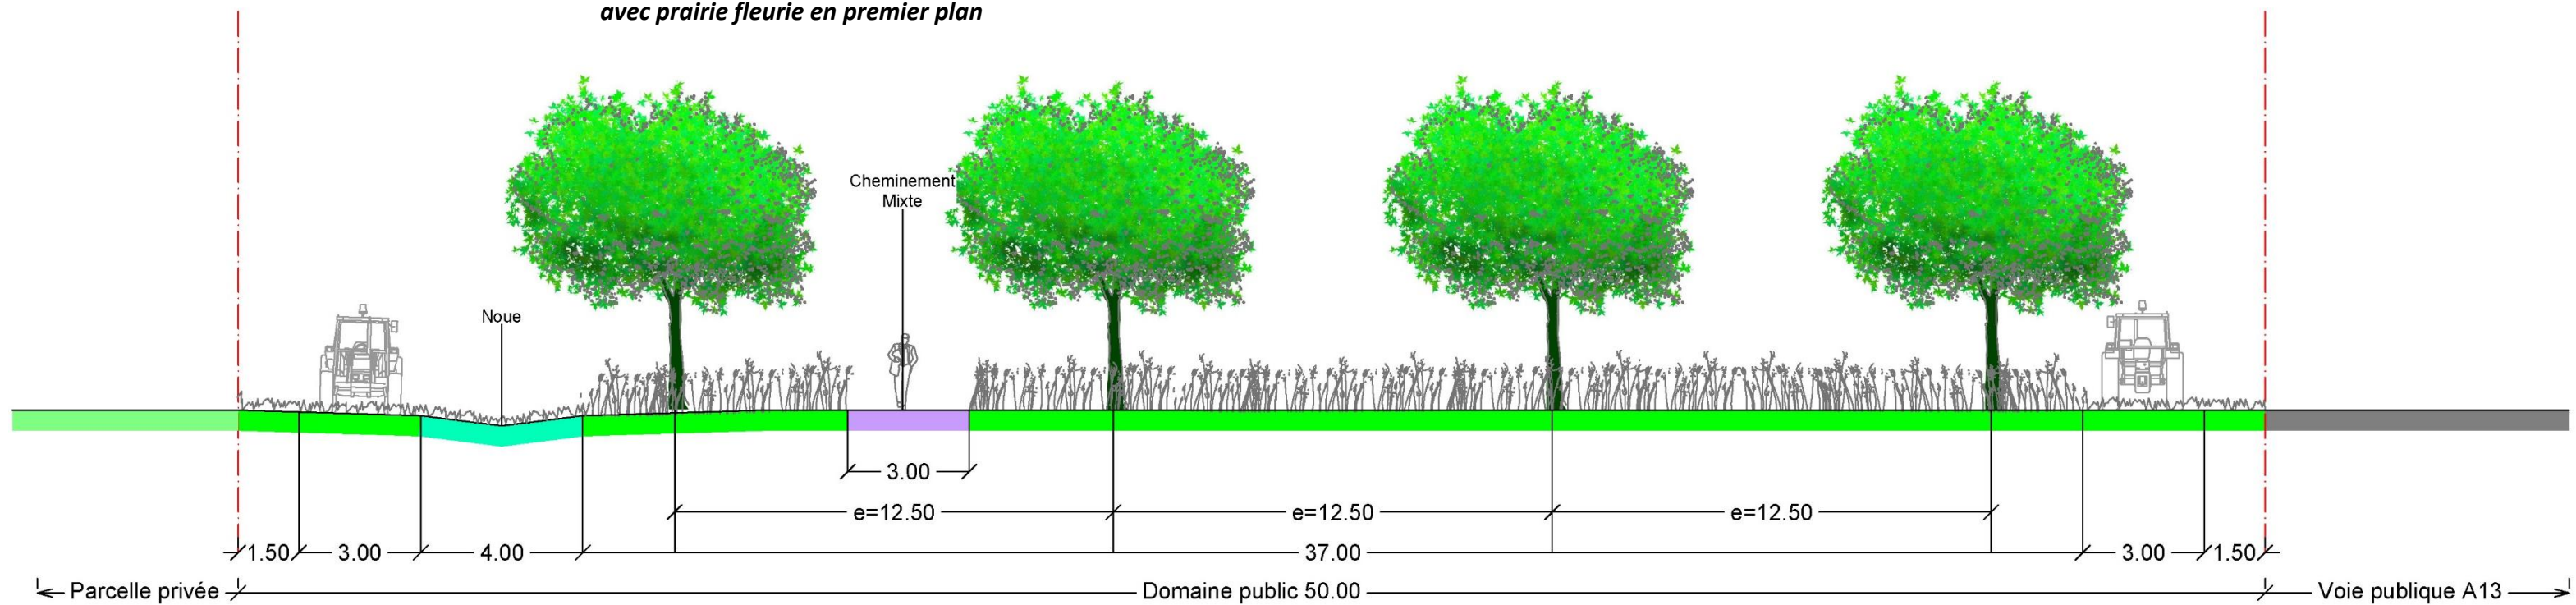 avec prairie fleurie en premier plan
Cheminement
Mixte
Noue
3.00
e=12.50 e=12.50 e=12.50
1.50 3.00 4.00 37.00 3.00 1.50
Parcelle privée Domaine public 50.00 Voie publique A13